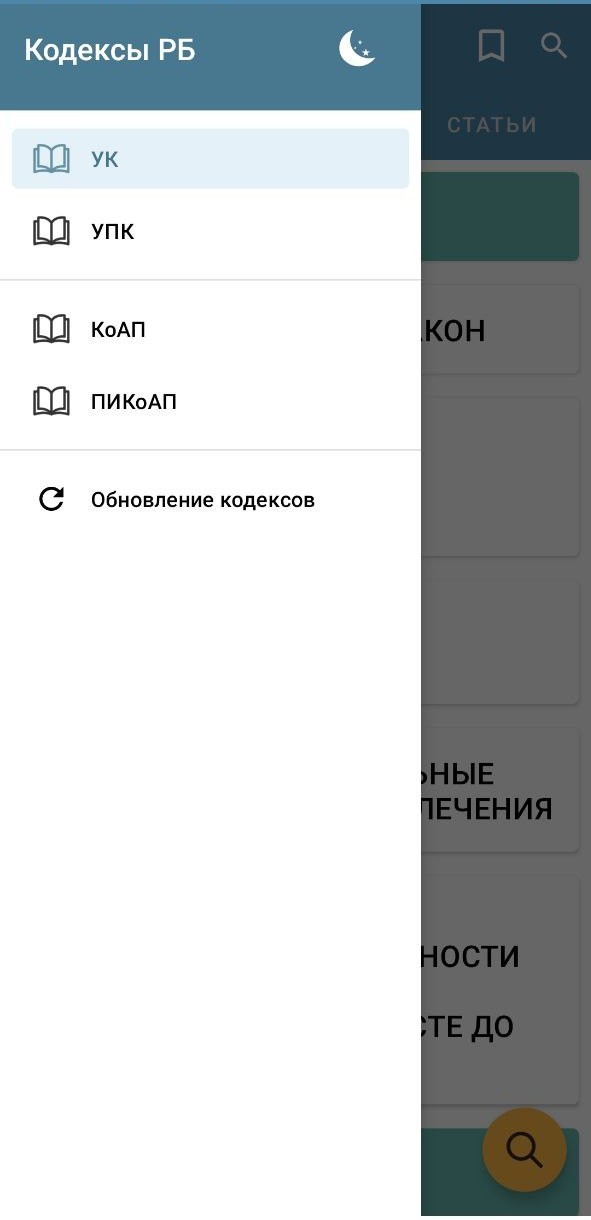 Кодексы РБ
СТАТЬИ
УК
УПК
КоАП
ПИКоАП
Обновление кодексов
КОН
ЬНЫЕ
ЛЕЧЕНИЯ
НОСТИ
СТЕ ДО